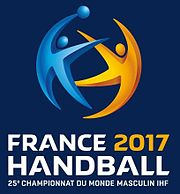 FRANCE 2017
HANDBALL
25e CHAMPIONNAT DU MONDE MASCULIN IHF